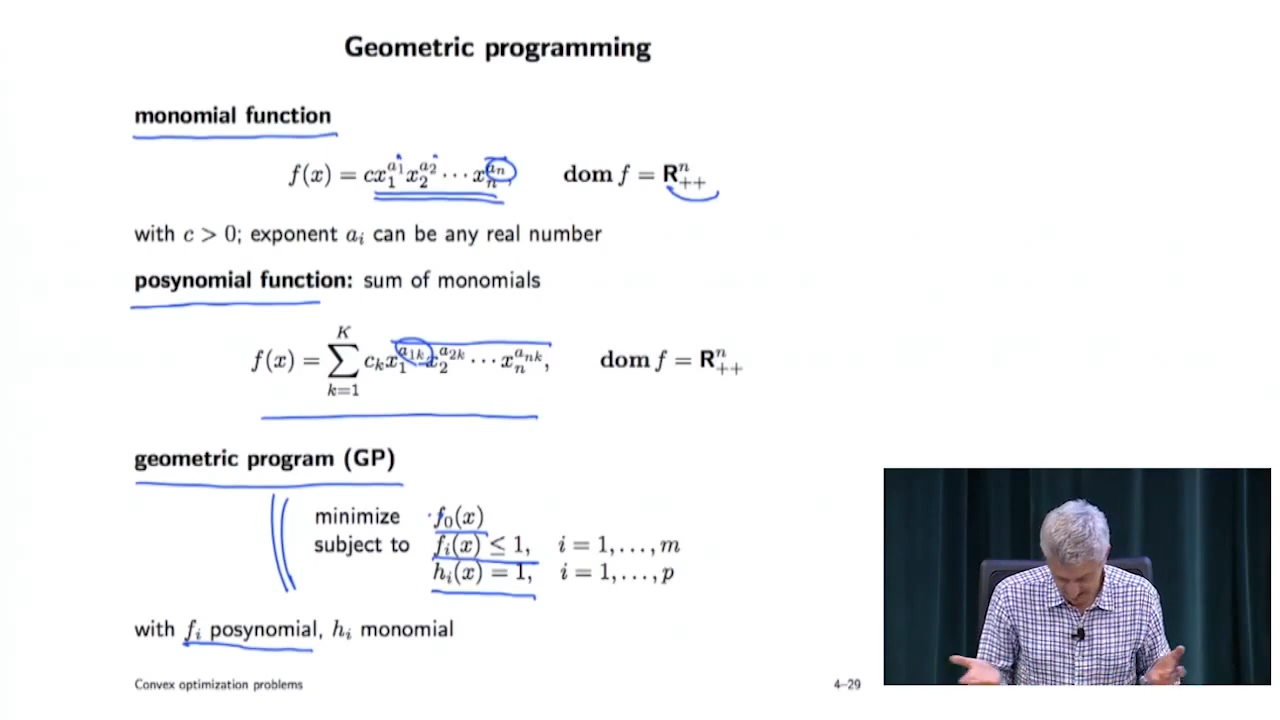 Geometric programming
monomial function
f(x) = cx_1^{a_1} x_2^{a_2} ··· x_n^{a_n}, dom f = R^n_{++}
with c > 0; exponent a_i can be any real number
posynomial function: sum of monomials
f(x) = \sum_{k=1}^{K} c_k x_1^{a_{1k}} x_2^{a_{2k}} ··· x_n^{a_{nk}}, dom f = R^n_{++}
geometric program (GP)
minimize f_0(x)
subject to f_i(x) ≤ 1, i = 1, . . . , m
h_i(x) = 1, i = 1, . . . , p
with f_i posynomial, h_i monomial
Convex optimization problems 4–29